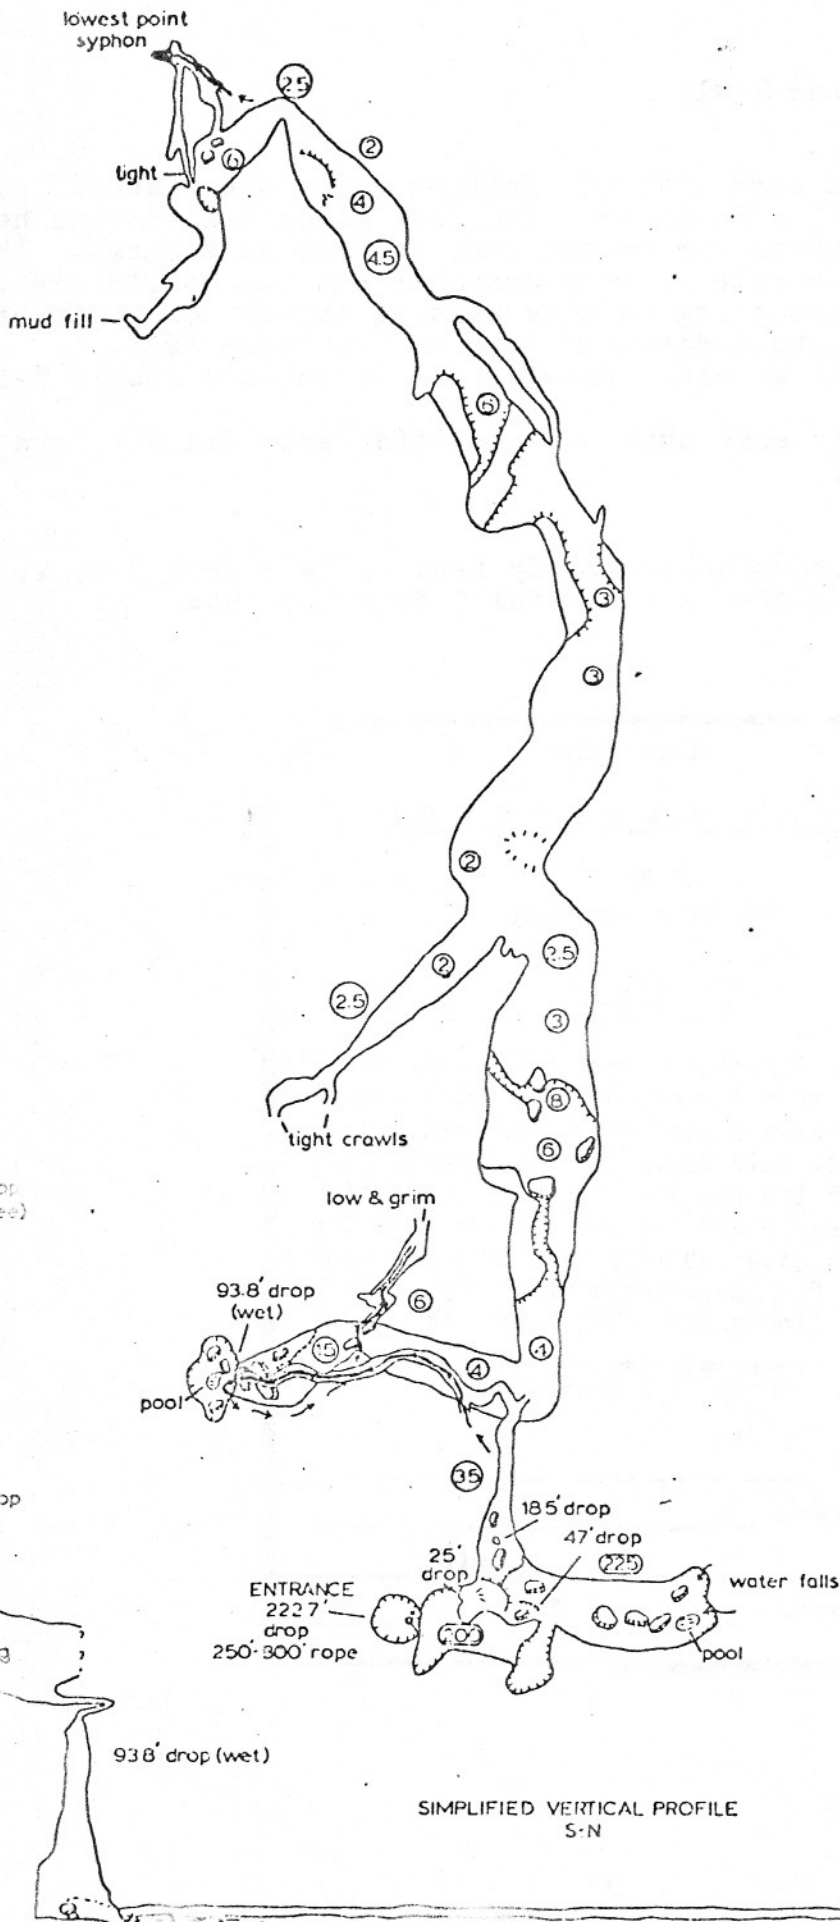 lowest point
syphon
2.5
2
tight
6
4
4.5
mud fill
6
3
3
2
2.5
2
2.5
3
8
tight crawls
6
low & grim
93.8' drop
(wet)
6
15
4
4
pool
35
18.5' drop
47' drop
25'
drop
22.5
water falls
ENTRANCE
222.7'
drop
250'-300' rope
pool
93.8' drop (wet)
SIMPLIFIED VERTICAL PROFILE
S-N